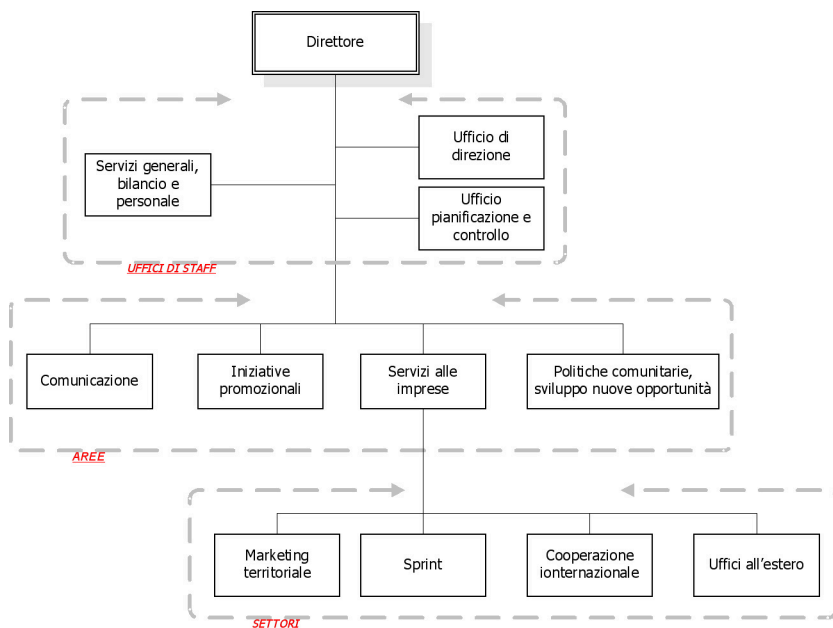 Direttore
Ufficio di
direzione
Servizi generali,
bilancio e
personale
Ufficio
pianificazione e
controllo
UFFICI DI STAFF
Comunicazione
Iniziative
promozionali
Servizi alle
imprese
Politiche comunitarie,
sviluppo nuove opportunità
AREE
Marketing
territoriale
Sprint
Cooperazione
ionternazionale
Uffici all'estero
SETTORI